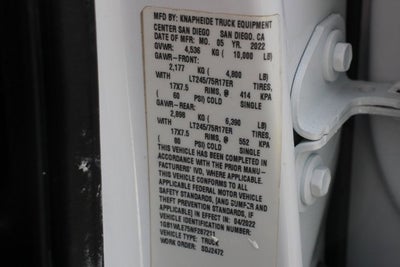 MFD BY: KNAPHEIDE TRUCK EQUIPMENT
CENTER SAN DIEGO SAN DIEGO, CA
DATE OF MFD: MO. 05 YR. 2022
GVWR: 4,536 KG ( 10,000 LB)
GAWR-FRONT:
2,177 KG ( 4,800 LB)
WITH LT245/75R17ER TIRES,
17X7.5 RIMS, @ 414 KPA
( 60 PSI) COLD SINGLE
GAWR-REAR:
2,898 KG ( 6,390 LB)
WITH LT245/75R17ER TIRES,
17X7.5 RIMS, @ 552 KPA
( PSI) COLD SINGLE
THIS VEHICLE HAS BEEN COMPLETED IN
ACCORDANCE WITH THE PRIOR MANU-
FACTURERS' IVD, WHERE APPLICABLE.
THIS VEHICLE CONFORMS TO ALL
APPLICABLE FEDERAL MOTOR VEHICLE
SAFETY STANDARDS, [AND BUMPER AND
THEFT PREVENTION STANDARDS, IF
APPLICABLE] IN EFFECT IN 04/2022
VEHICLE IDENTIFICATION NUMBER:
VEHICLE TYPE: TRUCK
WORK ORDER: SDJ2472